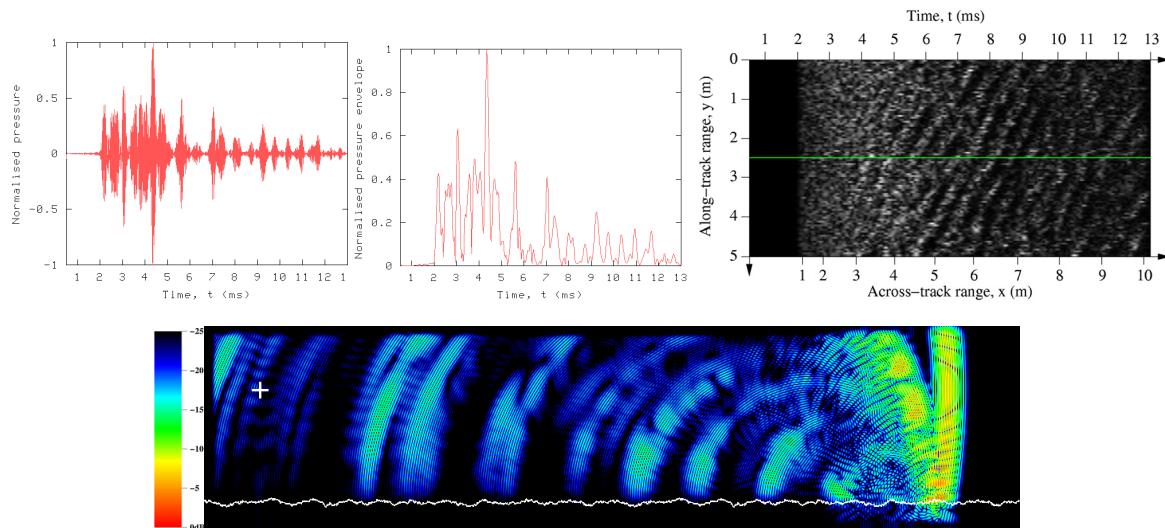 Normalised pressure
1
0.5
0
-0.5
-1
1 2 3 4 5 6 7 8 9 10 11 12 1
Time, t (ms)
Normalised pressure envelope
1
0.8
0.6
0.4
0.2
0
1 2 3 4 5 6 7 8 9 10 11 12 13
Time, t (ms)
Time, t (ms)
1 2 3 4 5 6 7 8 9 10 11 12 13
Along-track range, y (m)
0
1
2
3
4
5
1 2 3 4 5 6 7 8 9 10
Across-track range, x (m)
-25
-20
-15
-10
-5
0dB